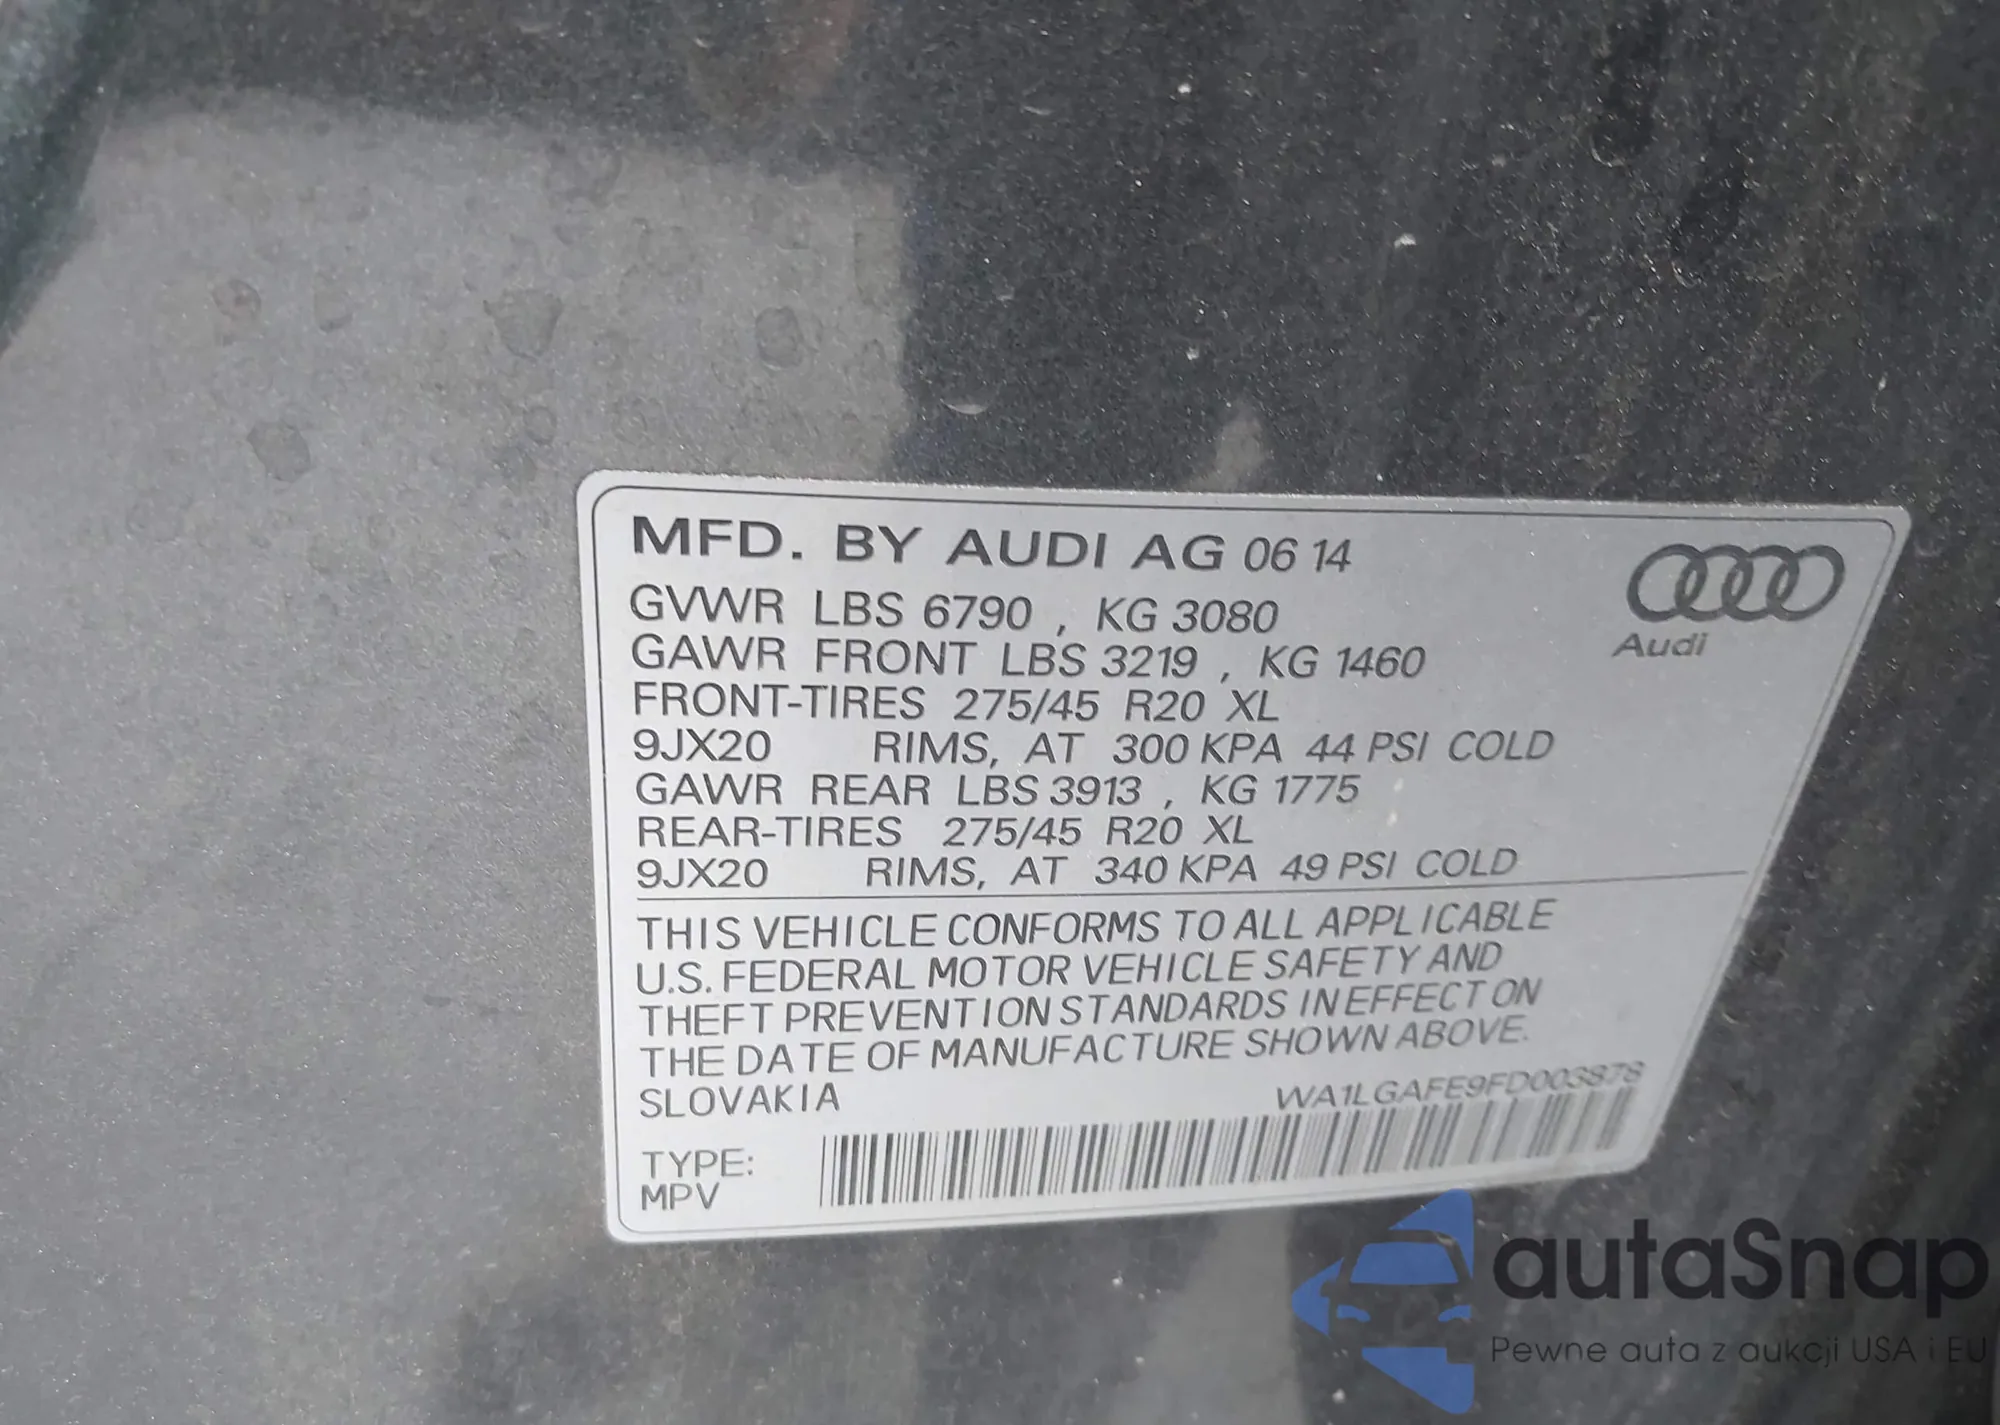 MFD. BY AUDI AG 06 14
GVWR LBS 6790 , KG 3080
GAWR FRONT LBS 3219 , KG 1460
Audi
FRONT-TIRES 275/45 R20 XL
9JX20 RIMS, AT 300 KPA 44 PSI COLD
GAWR REAR LBS 3913 , KG 1775
REAR-TIRES 275/45 R20 XL
9JX20 RIMS, AT 340 KPA 49 PSI COLD
THIS VEHICLE CONFORMS TO ALL APPLICABLE
U.S. FEDERAL MOTOR VEHICLE SAFETY AND
THEFT PREVENTION STANDARDS IN EFFECT ON
THE DATE OF MANUFACTURE SHOWN ABOVE.
SLOVAKIA WA1LGAFE9FD003878
TYPE:
MPV
autaSnap
Pewne auta z aukcji USA i EU